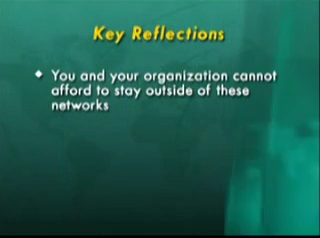 Key Reflections
◆ You and your organization cannot
afford to stay outside of these
networks